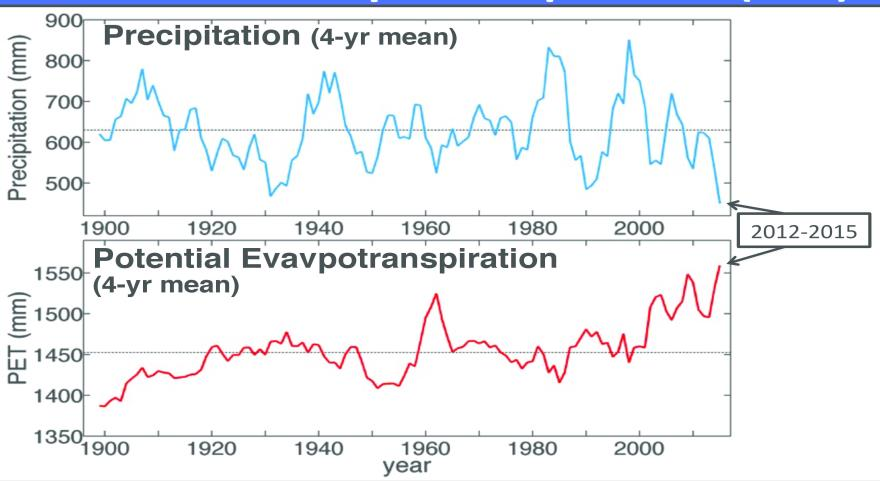 Precipitation (4-yr mean)
Precipitation (mm)
900
800
700
600
500
1900 1920 1940 1960 1980 2000
2012-2015
Potential Evavpotranspiration
(4-yr mean)
PET (mm)
1550
1500
1450
1400
1350
1900 1920 1940 1960 1980 2000
year